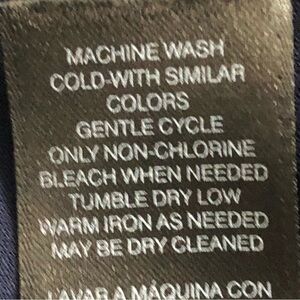 MACHINE WASH
COLD-WITH SIMILAR
COLORS
GENTLE CYCLE
ONLY NON-CHLORINE
BLEACH WHEN NEEDED
TUMBLE DRY LOW
WARM IRON AS NEEDED
MAY BE DRY CLEANED
LAVAR A MÁQUINA CON